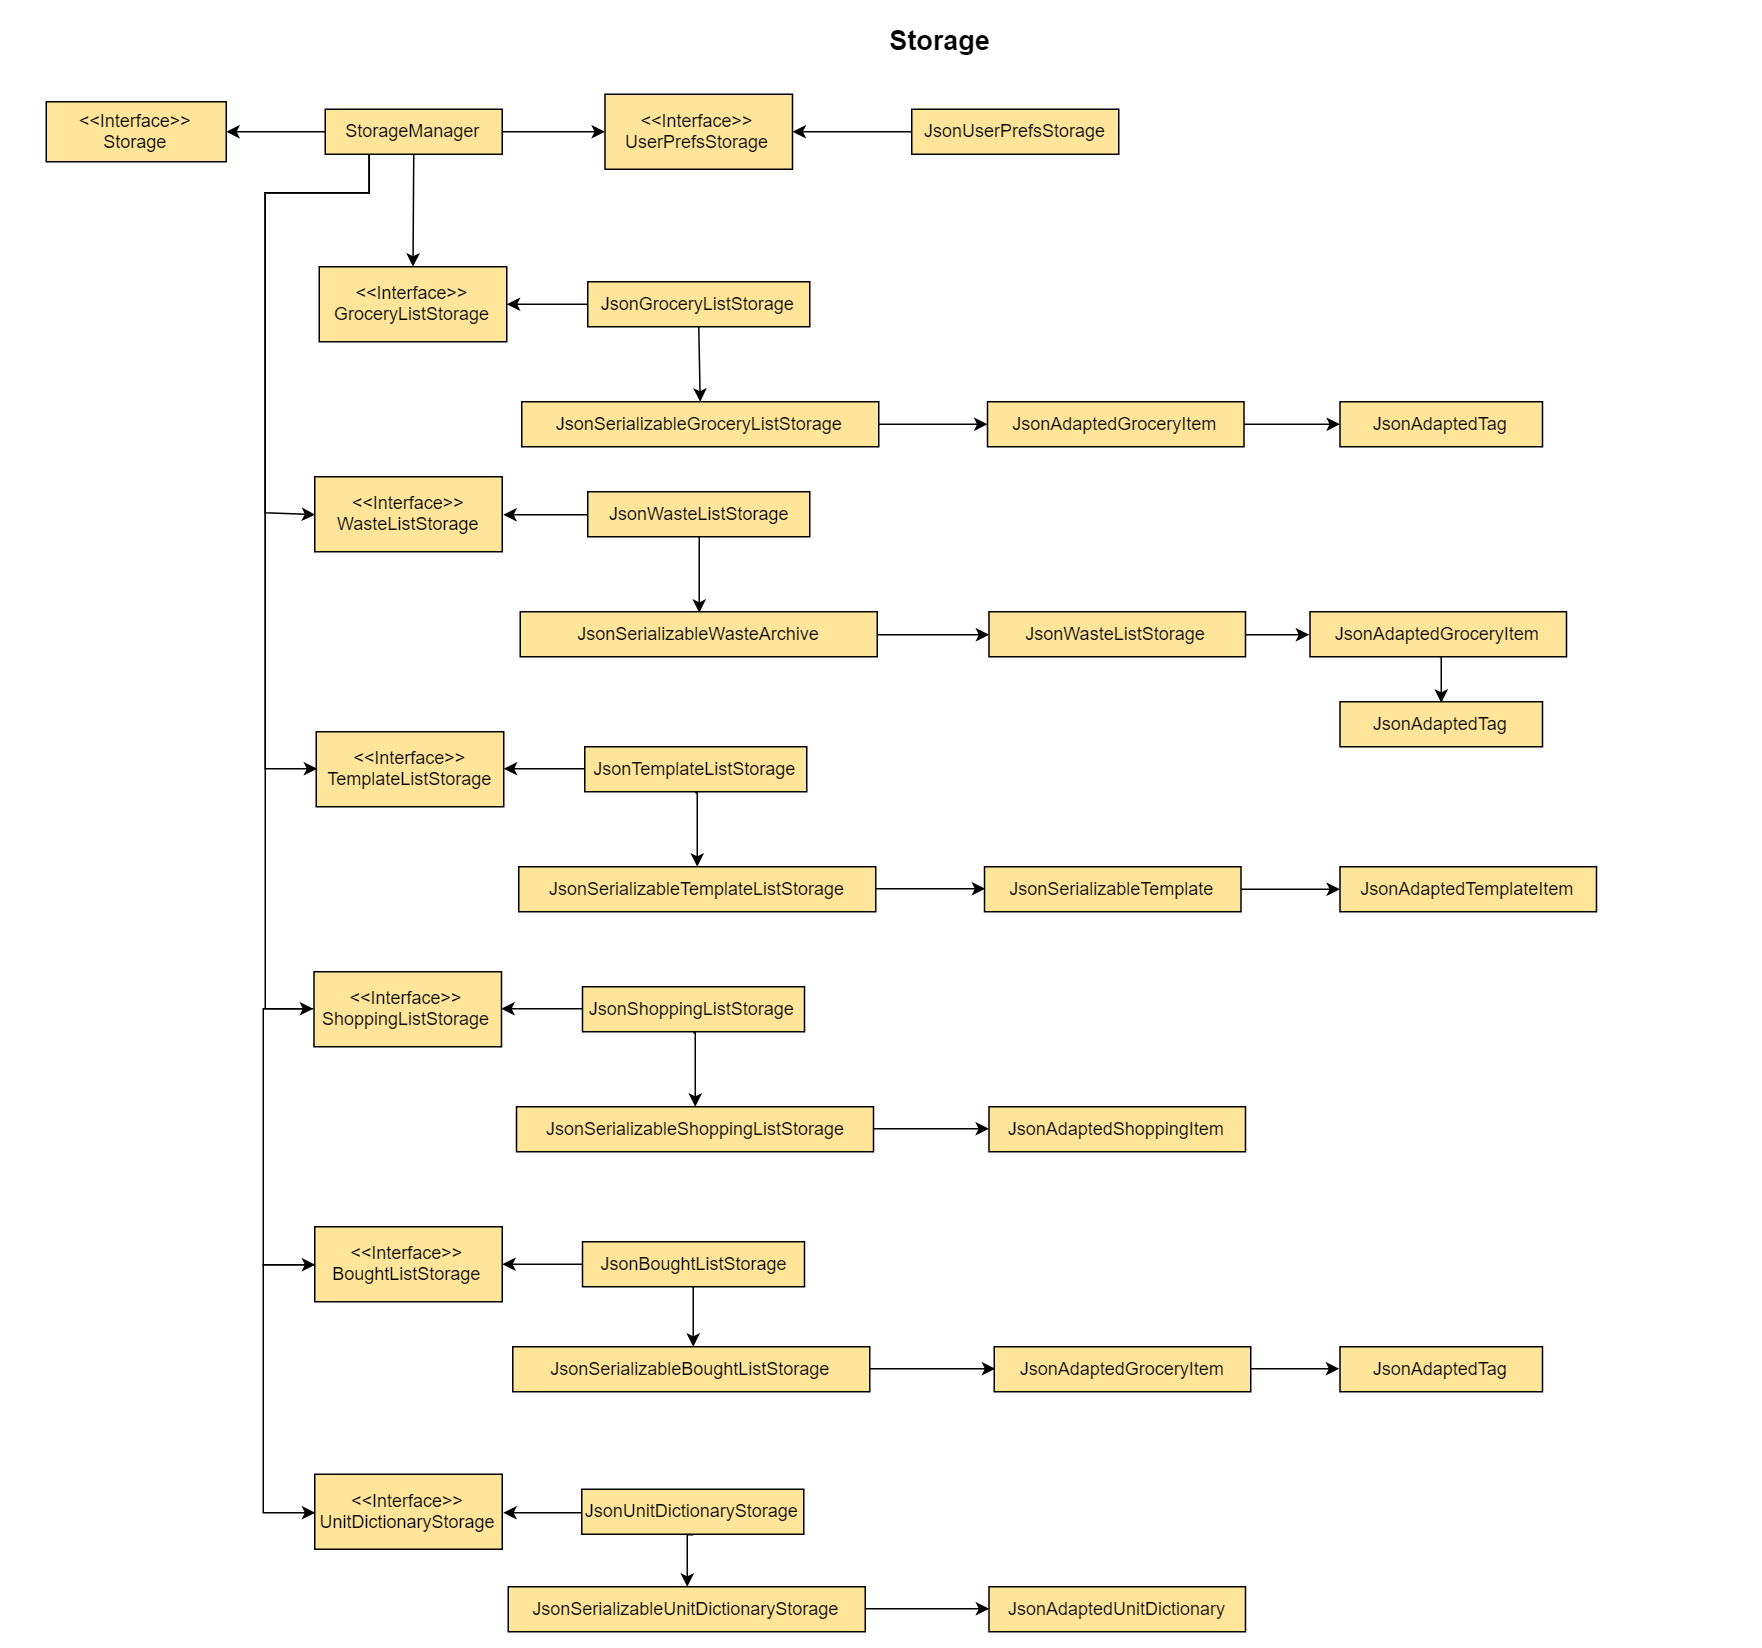 Storage
<<Interface>>
Storage
StorageManager
<<Interface>>
UserPrefsStorage
JsonUserPrefsStorage
<<Interface>>
GroceryListStorage
JsonGroceryListStorage
JsonSerializableGroceryListStorage
JsonAdaptedGroceryItem
JsonAdaptedTag
<<Interface>>
WasteListStorage
JsonWasteListStorage
JsonSerializableWasteArchive
JsonWasteListStorage
JsonAdaptedGroceryItem
JsonAdaptedTag
<<Interface>>
TemplateListStorage
JsonTemplateListStorage
JsonSerializableTemplateListStorage
JsonSerializableTemplate
JsonAdaptedTemplateItem
<<Interface>>
ShoppingListStorage
JsonShoppingListStorage
JsonSerializableShoppingListStorage
JsonAdaptedShoppingItem
<<Interface>>
BoughtListStorage
JsonBoughtListStorage
JsonSerializableBoughtListStorage
JsonAdaptedGroceryItem
JsonAdaptedTag
<<Interface>>
UnitDictionaryStorage
JsonUnitDictionaryStorage
JsonSerializableUnitDictionaryStorage
JsonAdaptedUnitDictionary